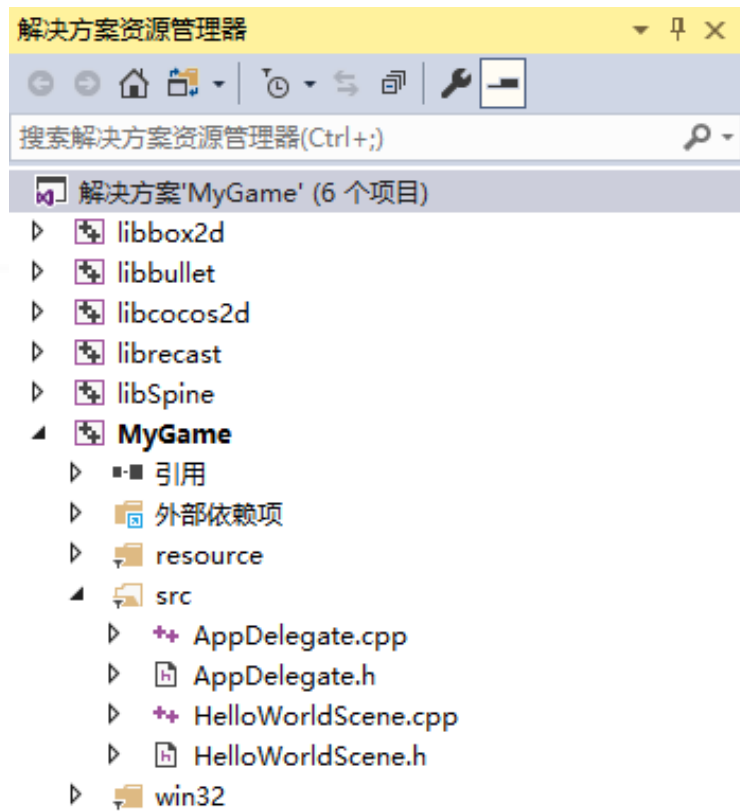 解决方案资源管理器
搜索解决方案资源管理器(Ctrl+;)
解决方案'MyGame' (6 个项目)
libbox2d
libbullet
libcocos2d
librecast
libSpine
MyGame
引用
外部依赖项
resource
src
AppDelegate.cpp
AppDelegate.h
HelloWorldScene.cpp
HelloWorldScene.h
win32